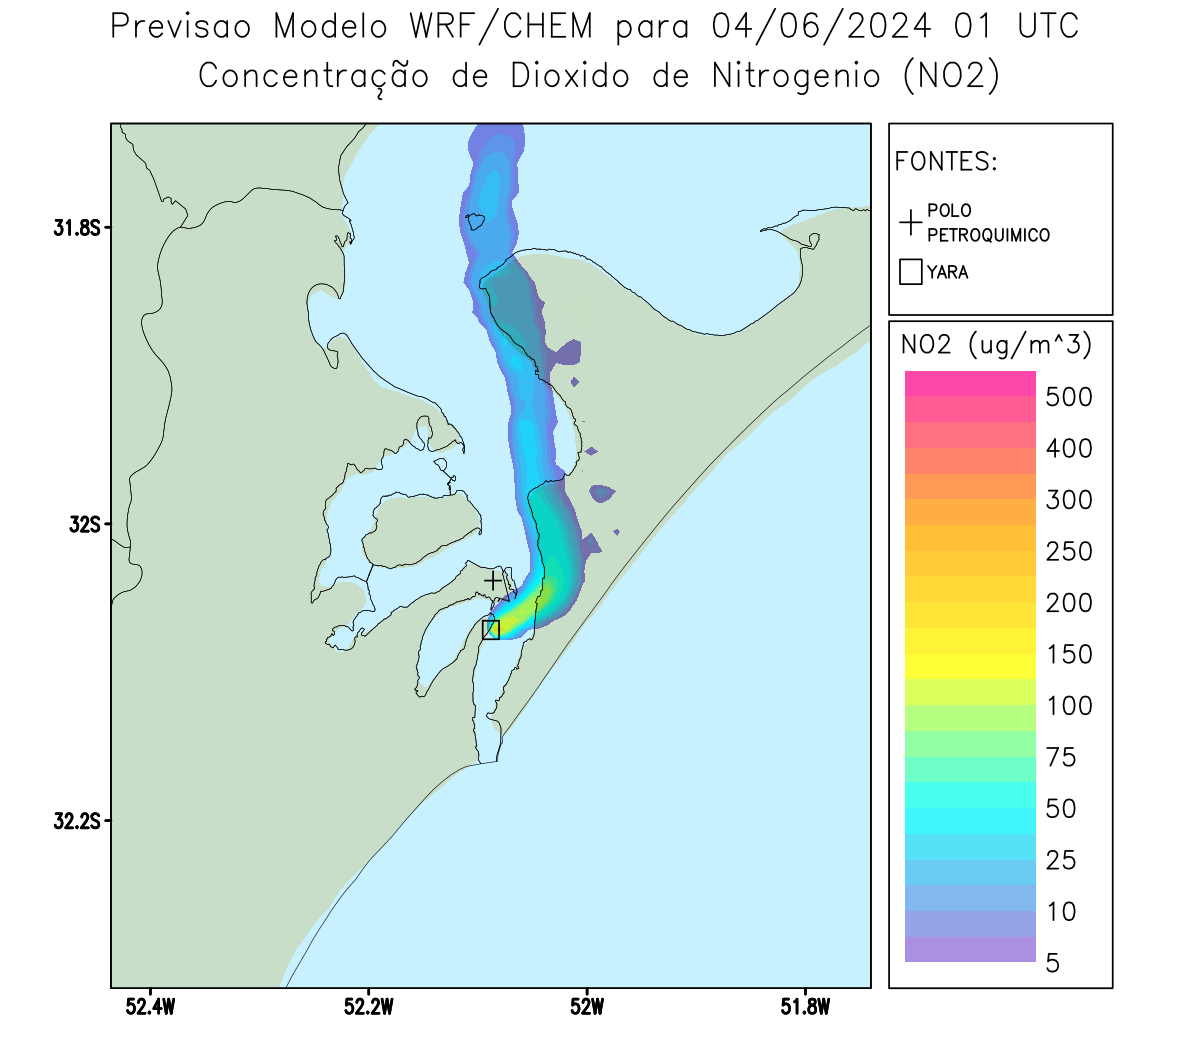 Previsao Modelo WRF/CHEM para 04/06/2024 01 UTC
Concentração de Dioxido de Nitrogenio (NO2)
FONTES:
POLO
PETROQUIMICO
YARA
NO2 (ug/m^3)
500
400
300
250
200
150
100
75
50
25
10
5
31.8S
32S
32.2S
52.4W
52.2W
52W
51.8W